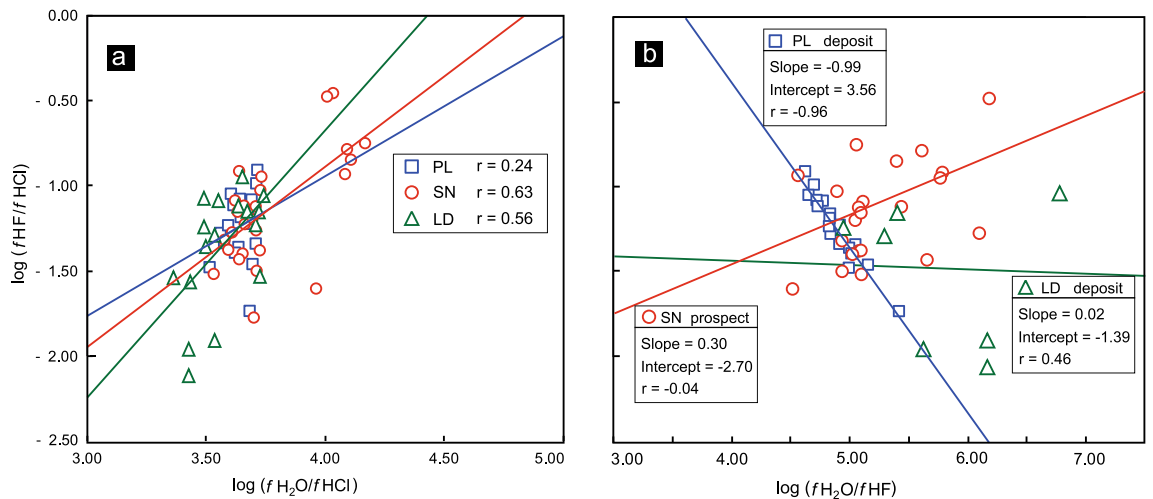 a
0.00
- 0.50
- 1.00
- 1.50
- 2.00
- 2.50
log (fHF/fHCl)
PL r = 0.24
SN r = 0.63
LD r = 0.56
3.00 3.50 4.00 4.50 5.00
log (fH₂O/fHCl)
b
PL deposit
Slope = -0.99
Intercept = 3.56
r = -0.96
SN prospect
Slope = 0.30
Intercept = -2.70
r = -0.04
LD deposit
Slope = 0.02
Intercept = -1.39
r = 0.46
3.00 4.00 5.00 6.00 7.00
log (fH₂O/fHF)